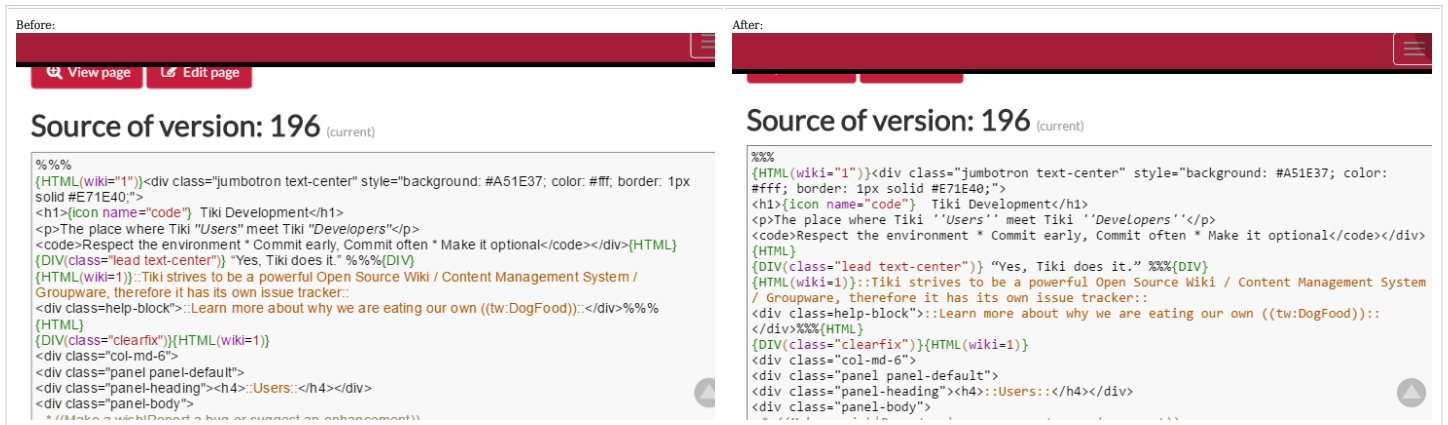 Before:
View page Edit page
Source of version: 196 (current)
%%%
{HTML(wiki="1")}<div class="jumbotron text-center" style="background: #A51E37; color: #fff; border: 1px
solid #E71E40;">
<h1>{icon name="code"}  Tiki Development</h1>
<p>The place where Tiki ''Users'' meet Tiki ''Developers''</p>
<code>Respect the environment * Commit early, Commit often * Make it optional</code></div>{HTML}
{DIV(class="lead text-center")} “Yes, Tiki does it.” %%%{DIV}
{HTML(wiki=1)}::Tiki strives to be a powerful Open Source Wiki / Content Management System /
Groupware, therefore it has its own issue tracker::
<div class=help-block">::Learn more about why we are eating our own ((tw:DogFood))::</div>%%%
{HTML}
{DIV(class="clearfix")}{HTML(wiki=1)}
<div class="col-md-6">
<div class="panel panel-default">
<div class="panel-heading"><h4>::Users::</h4></div>
<div class="panel-body">
* ((Make a wish|Report a bug or suggest an enhancement))
After:
Source of version: 196 (current)
%%%
{HTML(wiki="1")}<div class="jumbotron text-center" style="background: #A51E37; color:
#fff; border: 1px solid #E71E40;">
<h1>{icon name="code"}  Tiki Development</h1>
<p>The place where Tiki ''Users'' meet Tiki ''Developers''</p>
<code>Respect the environment * Commit early, Commit often * Make it optional</code></div>
{HTML}
{DIV(class="lead text-center")} “Yes, Tiki does it.” %%%{DIV}
{HTML(wiki=1)}::Tiki strives to be a powerful Open Source Wiki / Content Management System
/ Groupware, therefore it has its own issue tracker::
<div class=help-block">::Learn more about why we are eating our own ((tw:DogFood))::
</div>%%%{HTML}
{DIV(class="clearfix")}{HTML(wiki=1)}
<div class="col-md-6">
<div class="panel panel-default">
<div class="panel-heading"><h4>::Users::</h4></div>
<div class="panel-body">